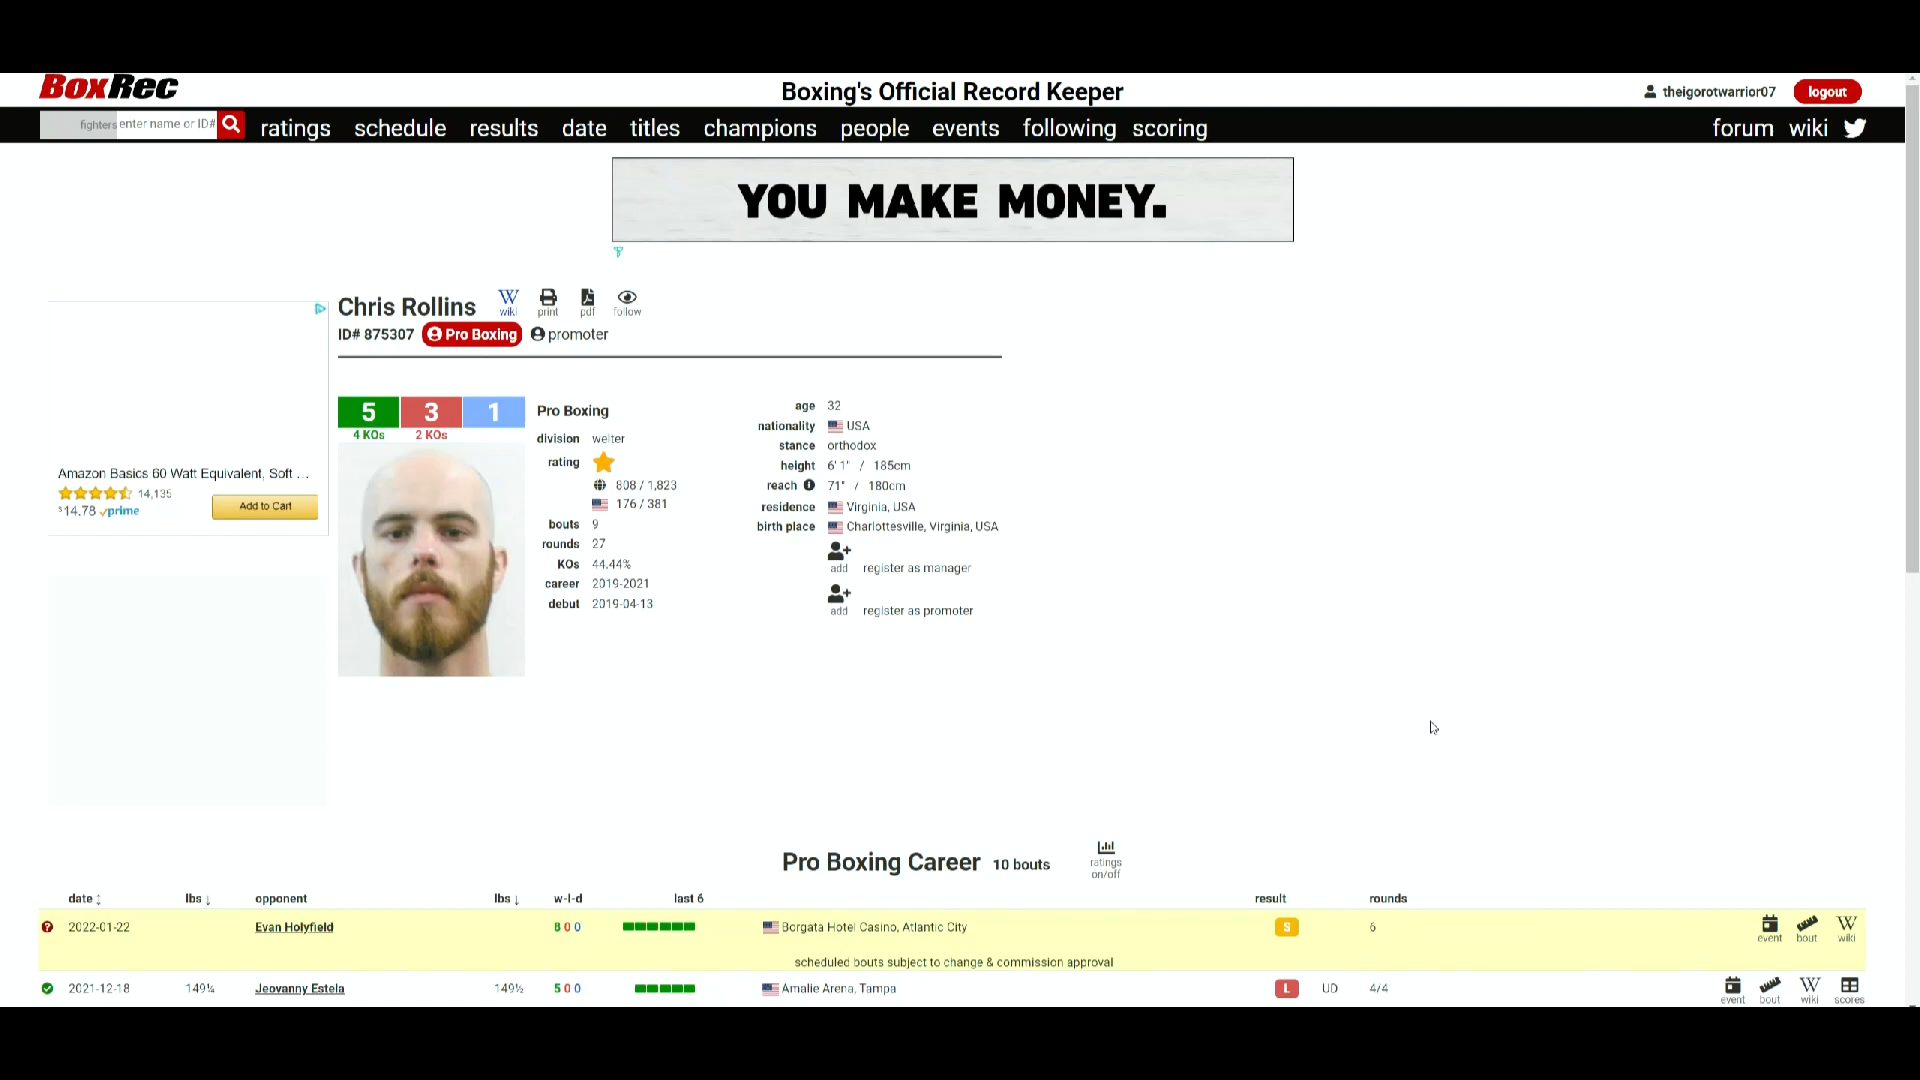 BoxRec
Boxing's Official Record Keeper
theigorotwarrior07
logout
fighters enter name or ID#
ratings schedule results date titles champions people events following scoring
forum wiki
YOU MAKE MONEY.
Chris Rollins
wiki print pdf follow
ID# 875307 Pro Boxing promoter
Amazon Basics 60 Watt Equivalent, Soft ...
14,135
$14.78 prime
Add to Cart
5 3 1
4 KOs 2 KOs
Pro Boxing
division welter
rating
808 / 1,823
176 / 381
bouts 9
rounds 27
KOs 44.44%
career 2019-2021
debut 2019-04-13
age 32
nationality USA
stance orthodox
height 6' 1" / 185cm
reach 71" / 180cm
residence Virginia, USA
birth place Charlottesville, Virginia, USA
add register as manager
add register as promoter
Pro Boxing Career 10 bouts
ratings
on/off
date lbs opponent lbs w-l-d last 6 result rounds
2022-01-22 Evan Holyfield 8 0 0 Borgata Hotel Casino, Atlantic City S 6
event bout wiki
scheduled bouts subject to change & commission approval
2021-12-18 149¼ Jeovanny Estela 149½ 5 0 0 Amalie Arena, Tampa L UD 4/4
event bout wiki scores